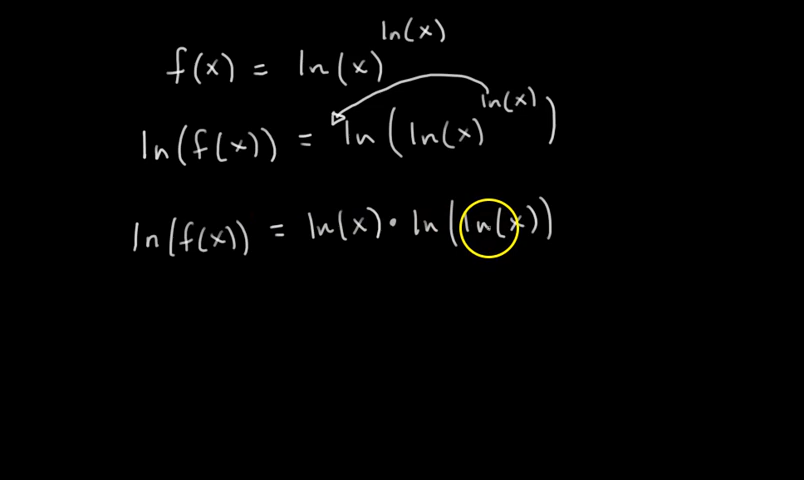 f(x) = ln(x)^ln(x)
ln(f(x)) = ln(ln(x)^ln(x))
ln(f(x)) = ln(x)·ln(ln(x))